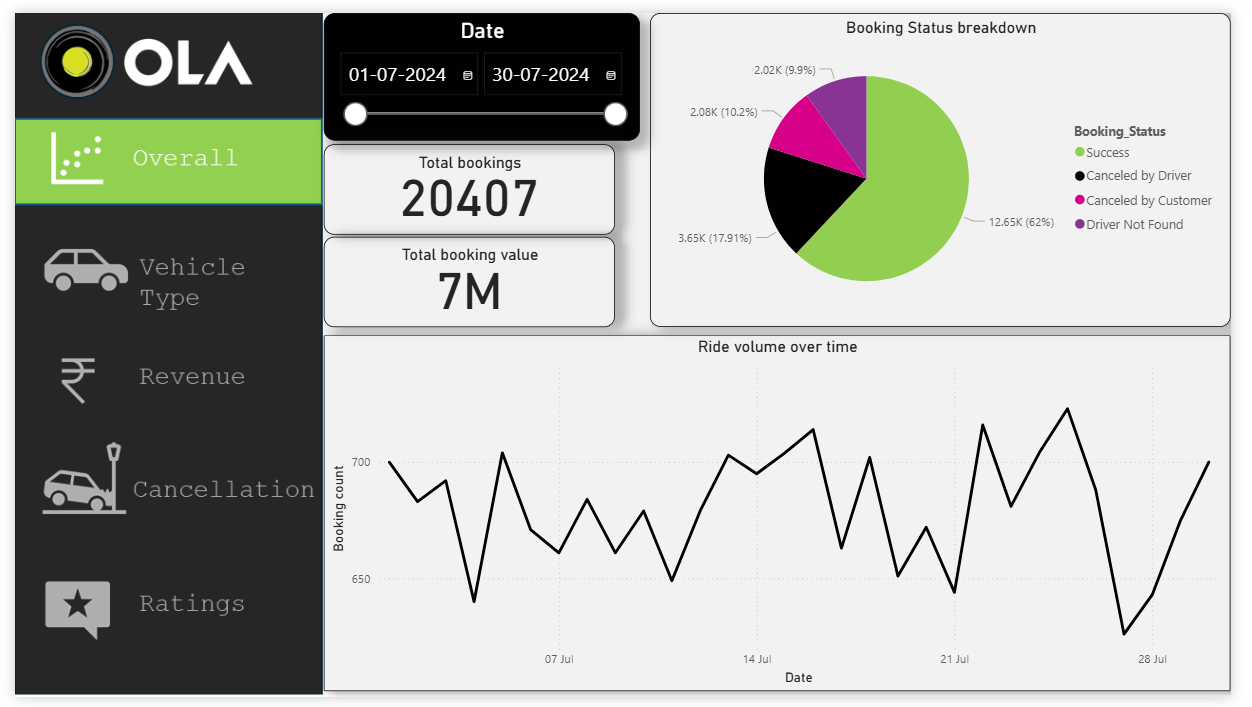 OLA
Overall
Vehicle
Type
Revenue
Cancellation
Ratings
Date
01-07-2024
30-07-2024
Total bookings
20407
Total booking value
7M
Booking Status breakdown
2.02K (9.9%)
2.08K (10.2%)
3.65K (17.91%)
12.65K (62%)
Booking_Status
Success
Canceled by Driver
Canceled by Customer
Driver Not Found
Ride volume over time
Booking count
700
650
07 Jul
14 Jul
21 Jul
28 Jul
Date